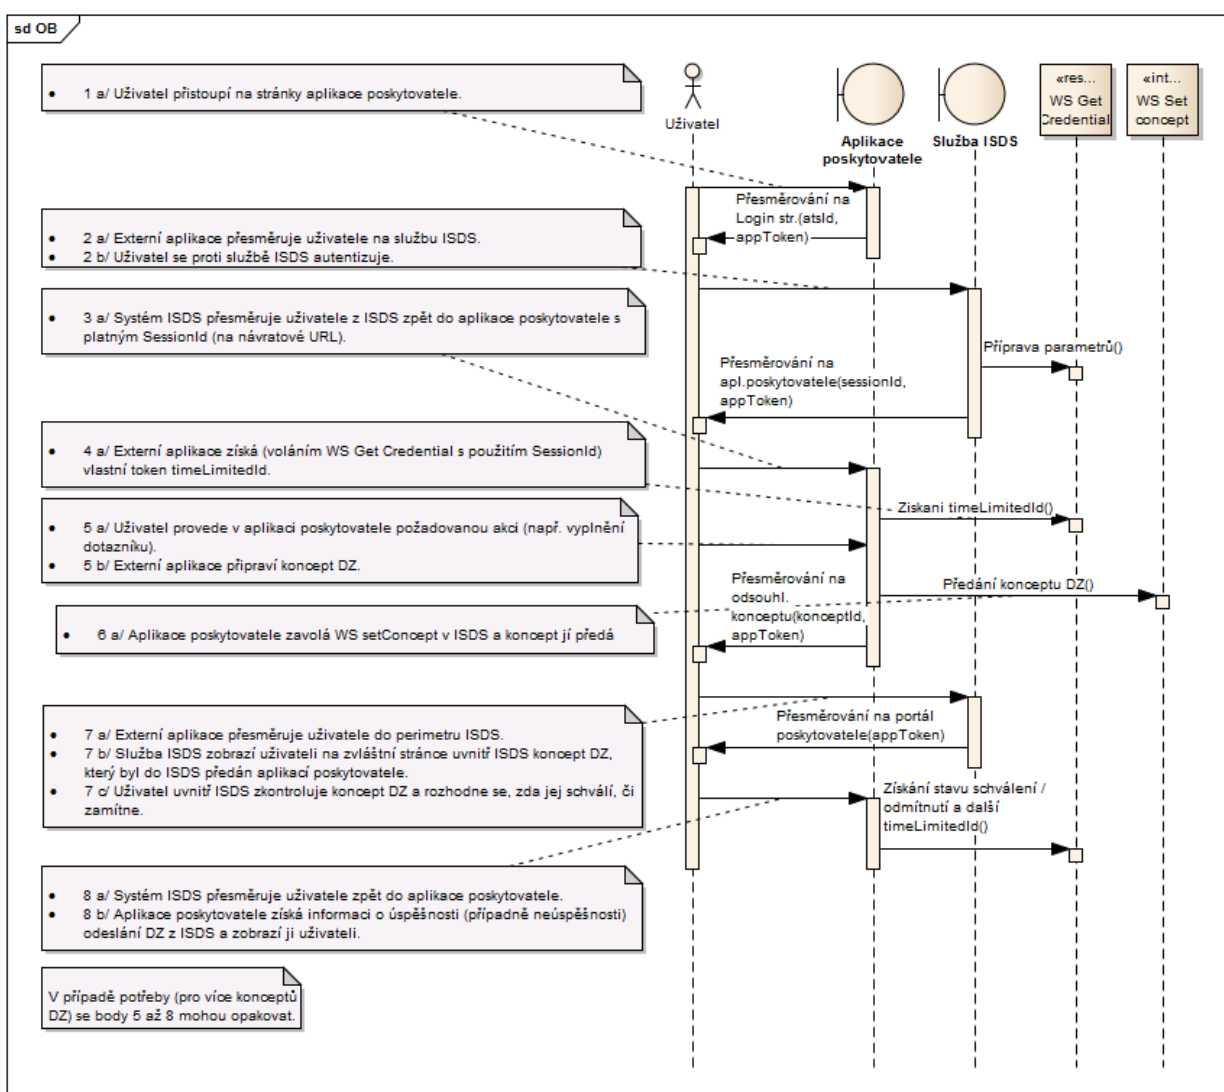 sd OB
1 a/ Uživatel přistoupí na stránky aplikace poskytovatele.
2 a/ Externí aplikace přesměruje uživatele na službu ISDS.
2 b/ Uživatel se proti službě ISDS autentizuje.
3 a/ Systém ISDS přesměruje uživatele z ISDS zpět do aplikace poskytovatele s
platným SessionId (na návratové URL).
4 a/ Externí aplikace získá (voláním WS Get Credential s použitím SessionId)
vlastní token timeLimitedId.
5 a/ Uživatel provede v aplikaci poskytovatele požadovanou akci (např. vyplnění
dotazníku).
5 b/ Externí aplikace připraví koncept DZ.
6 a/ Aplikace poskytovatele zavolá WS setConcept v ISDS a koncept jí předá
7 a/ Externí aplikace přesměruje uživatele do perimetru ISDS.
7 b/ Služba ISDS zobrazí uživateli na zvláštní stránce uvnitř ISDS koncept DZ,
který byl do ISDS předán aplikací poskytovatele.
7 c/ Uživatel uvnitř ISDS zkontroluje koncept DZ a rozhodne se, zda jej schválí, či
zamítne.
8 a/ Systém ISDS přesměruje uživatele zpět do aplikace poskytovatele.
8 b/ Aplikace poskytovatele získá informaci o úspěšnosti (případně neúspěšnosti)
odeslání DZ z ISDS a zobrazí ji uživateli.
V případě potřeby (pro více konceptů
DZ) se body 5 až 8 mohou opakovat.
Uživatel
Aplikace
poskytovatele
Služba ISDS
«res...
WS Get
Credential
«int...
WS Set
concept
Přesměrování na
Login str.(atsId,
appToken)
Příprava parametrů()
Přesměrování na
apl.poskytovatele(sessionId,
appToken)
Ziskani timeLimitedId()
Předání konceptu DZ()
Přesměrování na
odsouhl.
konceptu(konceptId,
appToken)
Přesměrování na portál
poskytovatele(appToken)
Získání stavu schválení /
odmítnutí a další
timeLimitedId()